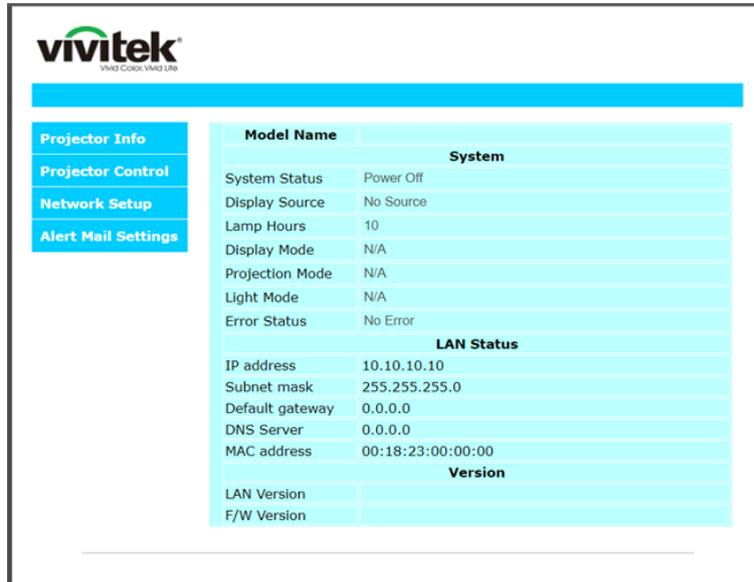 vivitek®
Vivid Color, Vivid Life
Projector Info
Projector Control
Network Setup
Alert Mail Settings
Model Name
System
System Status Power Off
Display Source No Source
Lamp Hours 10
Display Mode N/A
Projection Mode N/A
Light Mode N/A
Error Status No Error
LAN Status
IP address 10.10.10.10
Subnet mask 255.255.255.0
Default gateway 0.0.0.0
DNS Server 0.0.0.0
MAC address 00:18:23:00:00:00
Version
LAN Version
F/W Version